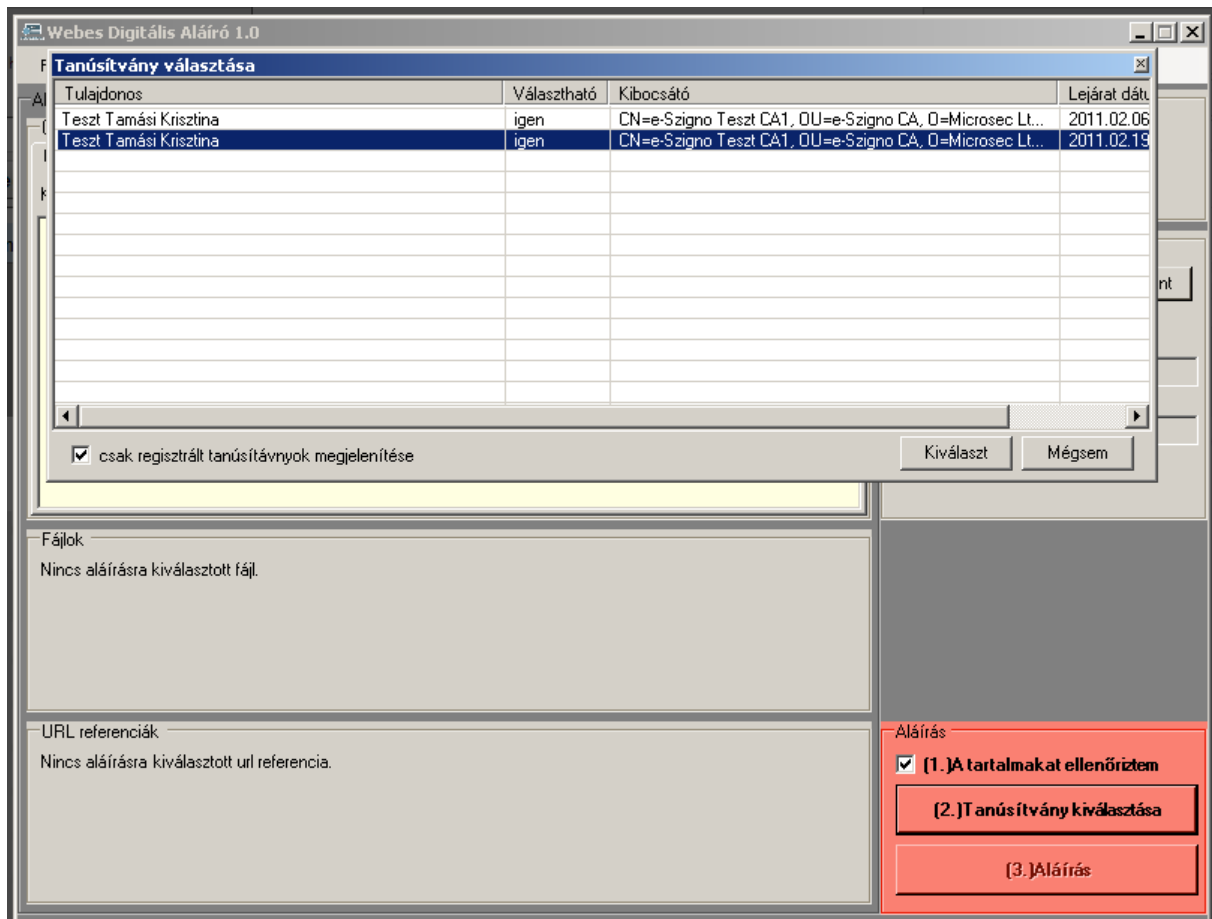 Webes Digitális Aláíró 1.0
Tanúsítvány választása
Tulajdonos Választható Kibocsátó Lejárat dátu
Teszt Tamási Krisztina igen CN=e-Szigno Teszt CA1, OU=e-Szigno CA, O=Microsec Lt... 2011.02.06
Teszt Tamási Krisztina igen CN=e-Szigno Teszt CA1, OU=e-Szigno CA, O=Microsec Lt... 2011.02.19
nt
csak regisztrált tanúsítávnyok megjelenítése Kiválaszt Mégsem
Fájlok
Nincs aláírásra kiválasztott fájl.
URL referenciák
Nincs aláírásra kiválasztott url referencia.
Aláírás
(1.)A tartalmakat ellenőriztem
(2.)Tanúsítvány kiválasztása
(3.)Aláírás